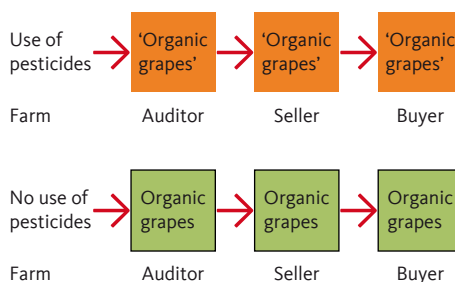 Use of
pesticides
‘Organic
grapes’
‘Organic
grapes’
‘Organic
grapes’
Farm
Auditor
Seller
Buyer
No use of
pesticides
Organic
grapes
Organic
grapes
Organic
grapes
Farm
Auditor
Seller
Buyer